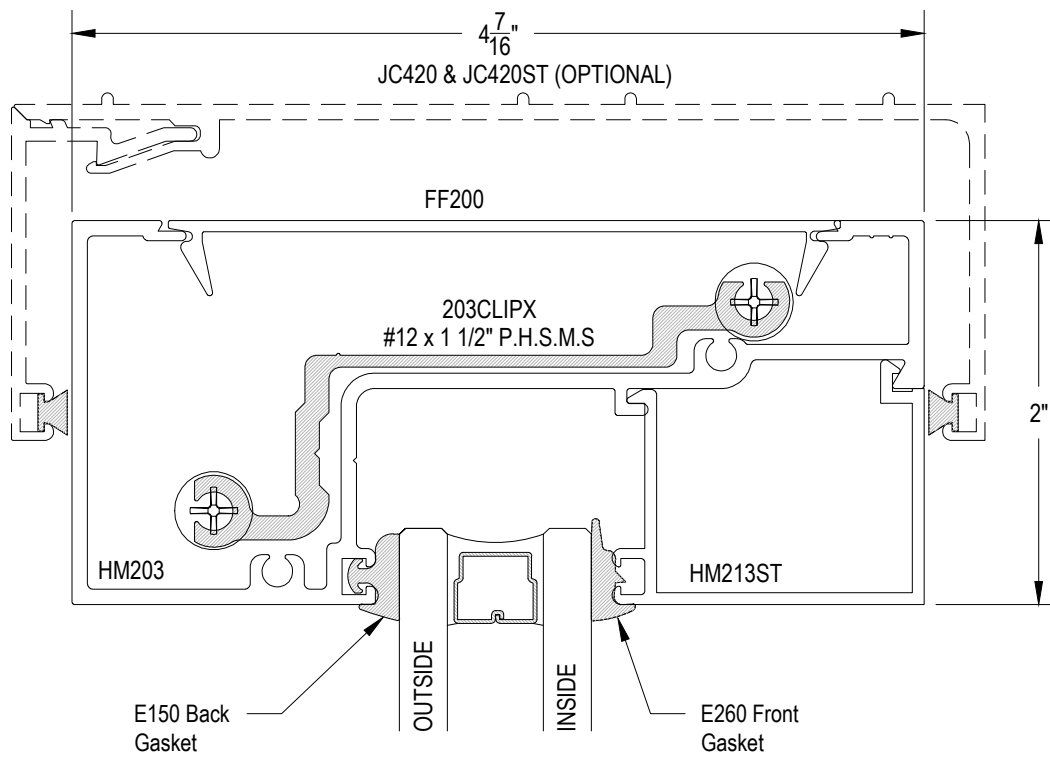 4 7/16"
JC420 & JC420ST (OPTIONAL)
FF200
203CLIPX
#12 x 1 1/2" P.H.S.M.S
2"
HM203
HM213ST
OUTSIDE
INSIDE
E150 Back
Gasket
E260 Front
Gasket